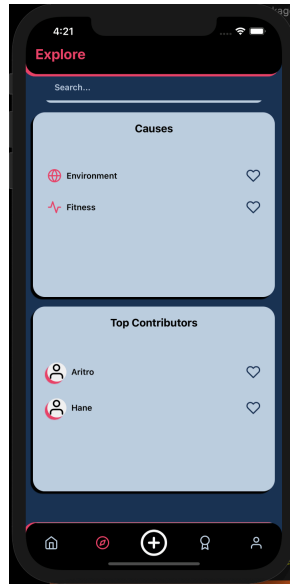 4:21
Explore
Search...
Causes
Environment
Fitness
Top Contributors
Aritro
Hane